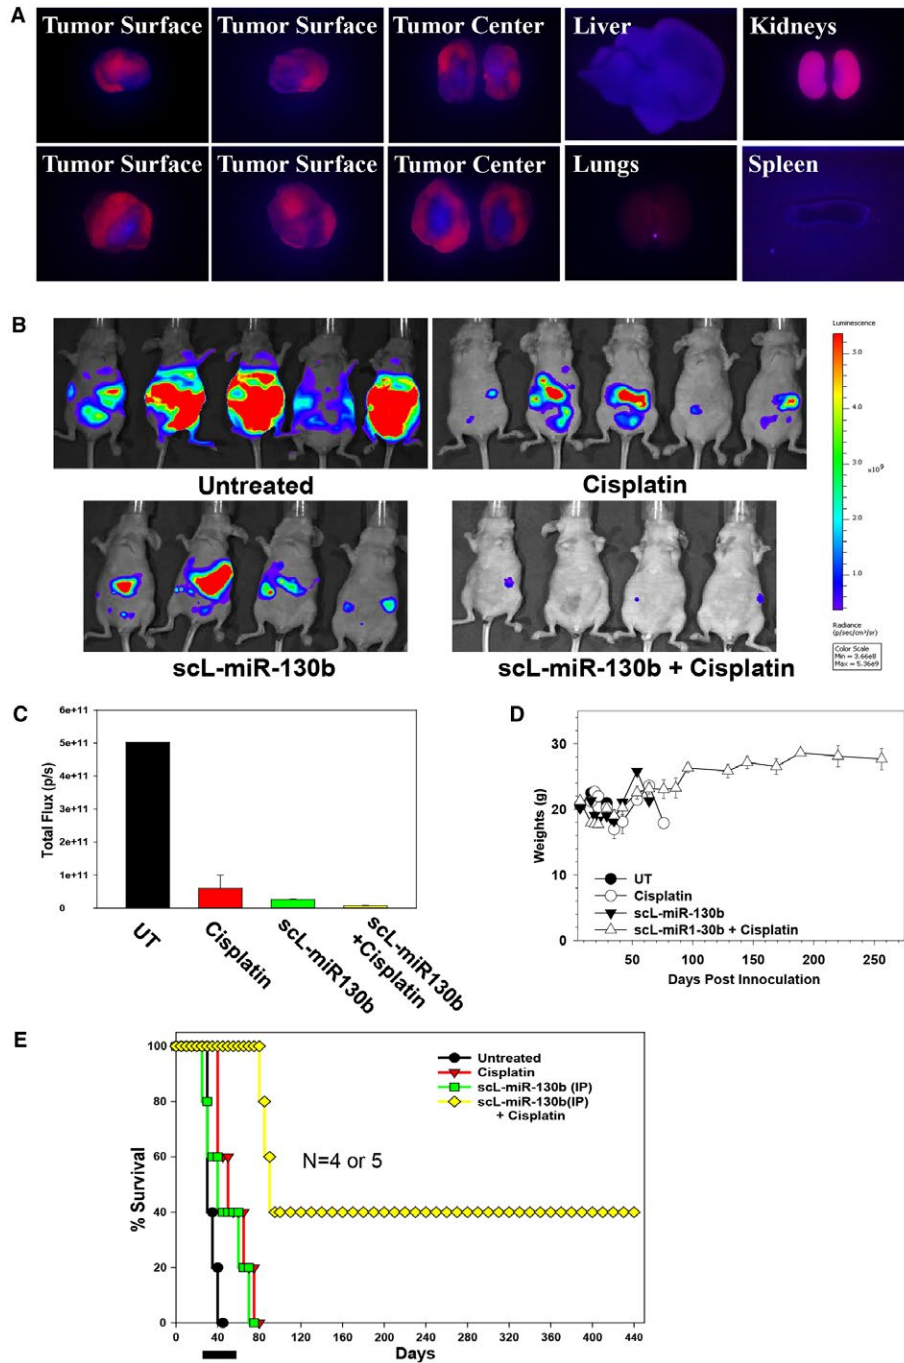 A
Tumor Surface
Tumor Surface
Tumor Center
Liver
Kidneys
Tumor Surface
Tumor Surface
Tumor Center
Lungs
Spleen
B
Untreated
Cisplatin
scL-miR-130b
scL-miR-130b + Cisplatin
Luminescence
5.0
4.0
3.0
x10^9
2.0
1.0
Radiance
(p/sec/cm²/sr)
Color Scale
Min = 3.66e8
Max = 5.36e9
C
Total Flux (p/s)
6e+11
5e+11
4e+11
3e+11
2e+11
1e+11
0
UT
Cisplatin
scL-miR130b
scL-miR130b
+Cisplatin
D
Weights (g)
30
20
10
0
UT
Cisplatin
scL-miR-130b
scL-miR1-30b + Cisplatin
50 100 150 200 250
Days Post Innoculation
E
% Survival
100
80
60
40
20
0
Untreated
Cisplatin
scL-miR-130b (IP)
scL-miR-130b(IP)
+ Cisplatin
N=4 or 5
0 40 80 120 160 200 240 280 320 360 400 440
Days